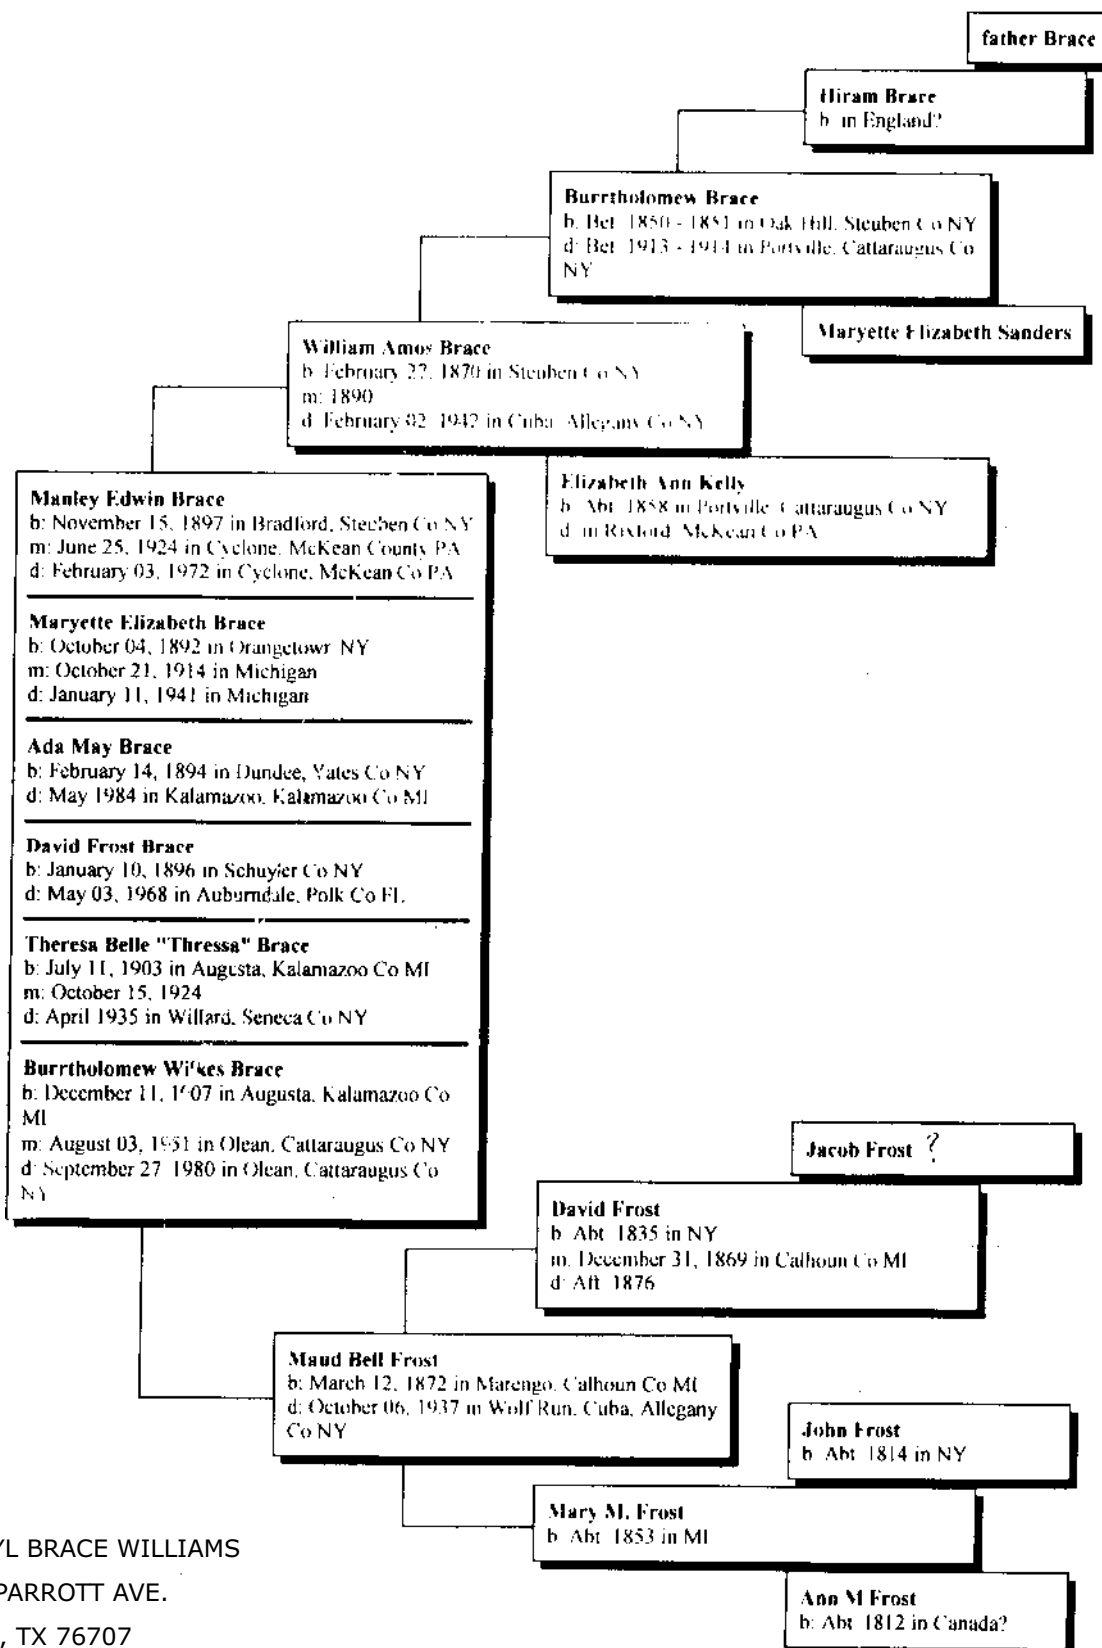 father Brace
Hiram Brace
b: in England?
Burrtholomew Brace
b: Bet. 1850 - 1851 in Oak Hill, Steuben Co NY
d: Bet. 1913 - 1914 in Portville, Cattaraugus Co
NY
Maryette Elizabeth Sanders
William Amos Brace
b: February 27, 1870 in Steuben Co NY
m: 1890
d: February 02, 1942 in Cuba, Allegany Co NY
Elizabeth Ann Kelly
b: Abt. 1858 in Portville, Cattaraugus Co NY
d: in Rixford, McKean Co PA
Manley Edwin Brace
b: November 15, 1897 in Bradford, Steuben Co NY
m: June 25, 1924 in Cyclone, McKean County PA
d: February 03, 1972 in Cyclone, McKean Co PA
Maryette Elizabeth Brace
b: October 04, 1892 in Orangetown NY
m: October 21, 1914 in Michigan
d: January 11, 1941 in Michigan
Ada May Brace
b: February 14, 1894 in Dundee, Yates Co NY
d: May 1984 in Kalamazoo, Kalamazoo Co MI
David Frost Brace
b: January 10, 1896 in Schuyler Co NY
d: May 03, 1968 in Auburndale, Polk Co FL
Theresa Belle "Thressa" Brace
b: July 11, 1903 in Augusta, Kalamazoo Co MI
m: October 15, 1924
d: April 1935 in Willard, Seneca Co NY
Burrtholomew Wilkes Brace
b: December 11, 1907 in Augusta, Kalamazoo Co
MI
m: August 03, 1951 in Olean, Cattaraugus Co NY
d: September 27, 1980 in Olean, Cattaraugus Co
NY
Jacob Frost ?
David Frost
b: Abt. 1835 in NY
m: December 31, 1869 in Calhoun Co MI
d: Aft. 1876
Maud Bell Frost
b: March 12, 1872 in Marengo, Calhoun Co MI
d: October 06, 1937 in Wolf Run, Cuba, Allegany
Co NY
John Frost
b: Abt. 1814 in NY
Mary M. Frost
b: Abt. 1853 in MI
Ann M Frost
b: Abt. 1812 in Canada?
YL BRACE WILLIAMS
PARROTT AVE.
, TX 76707